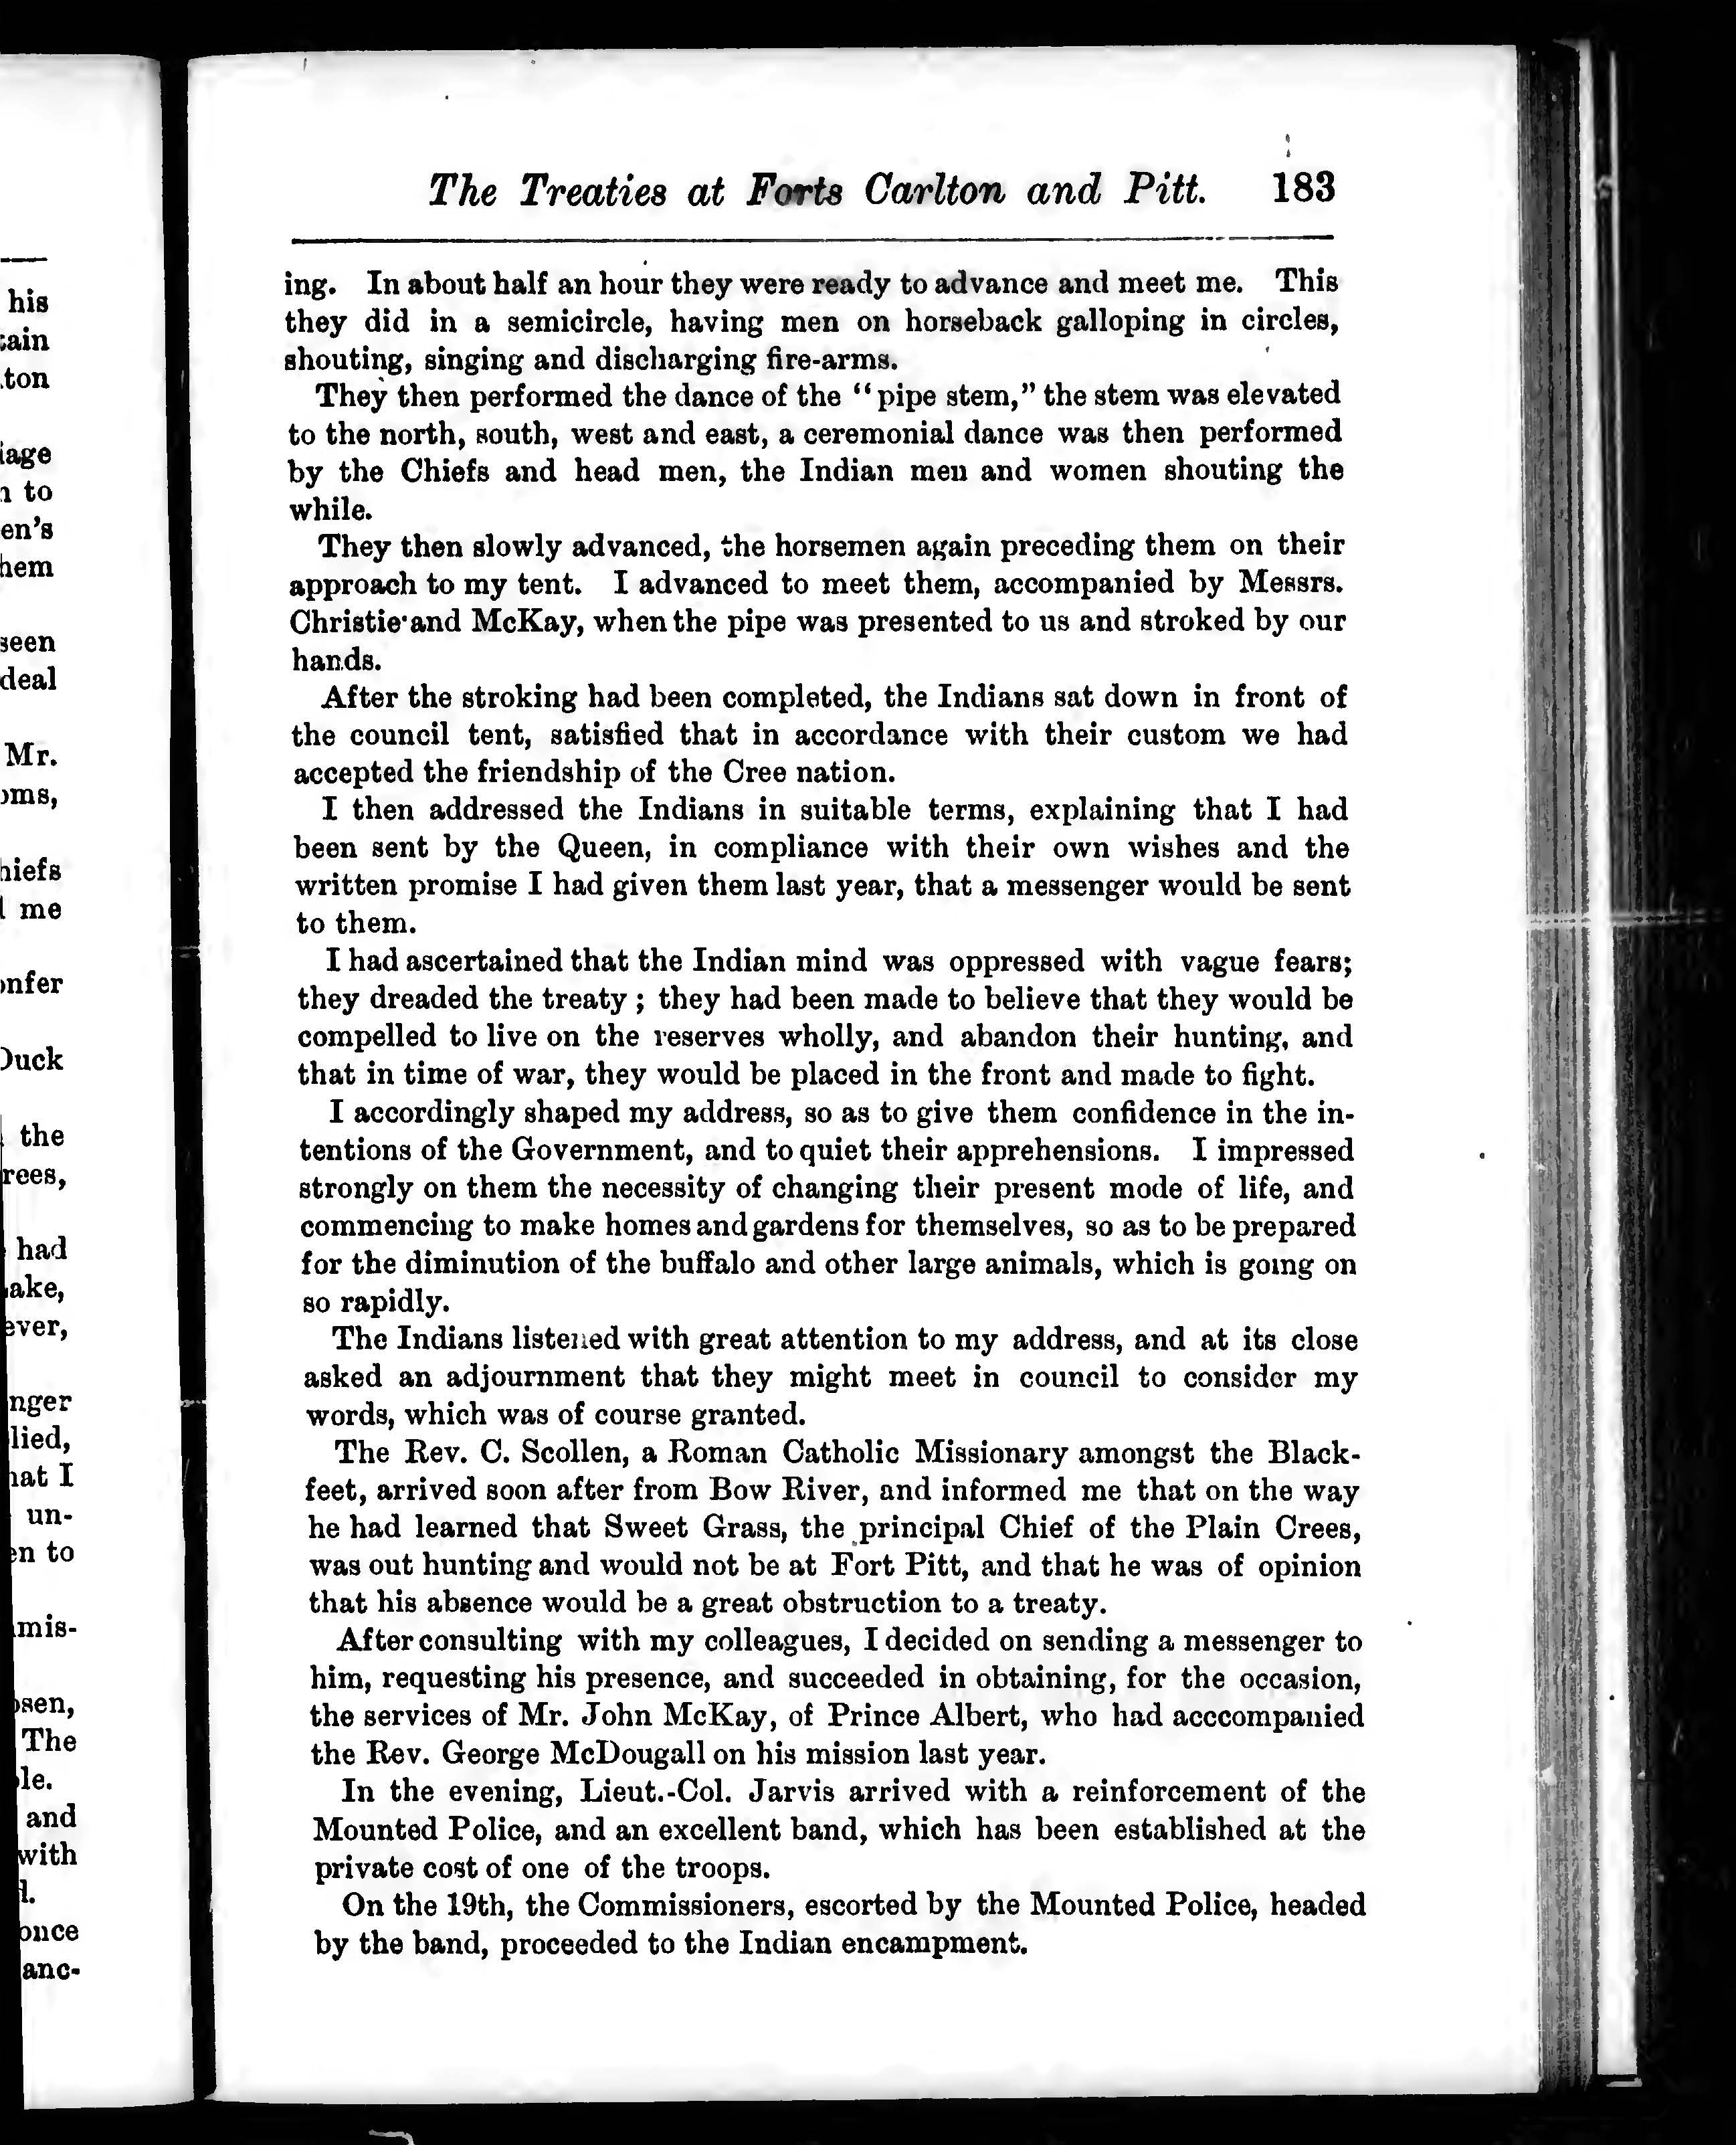 his
ton
to
en's
seen
deal
Mr.
me
the
had
and
The Treaties at Forts Carlton and Pitt. 183
ing. In about half an hour they were ready to advance and meet me. This
they did in a semicircle, having men on horseback galloping in circles,
shouting, singing and discharging fire-arms.
They then performed the dance of the "pipe stem," the stem was elevated
to the north, south, west and east, a ceremonial dance was then performed
by the Chiefs and head men, the Indian men and women shouting the
while.
They then slowly advanced, the horsemen again preceding them on their
approach to my tent. I advanced to meet them, accompanied by Messrs.
Christie and McKay, when the pipe was presented to us and stroked by our
hands.
After the stroking had been completed, the Indians sat down in front of
the council tent, satisfied that in accordance with their custom we had
accepted the friendship of the Cree nation.
I then addressed the Indians in suitable terms, explaining that I had
been sent by the Queen, in compliance with their own wishes and the
written promise I had given them last year, that a messenger would be sent
to them.
I had ascertained that the Indian mind was oppressed with vague fears;
they dreaded the treaty ; they had been made to believe that they would be
compelled to live on the reserves wholly, and abandon their hunting, and
that in time of war, they would be placed in the front and made to fight.
I accordingly shaped my address, so as to give them confidence in the in-
tentions of the Government, and to quiet their apprehensions. I impressed
strongly on them the necessity of changing their present mode of life, and
commencing to make homes and gardens for themselves, so as to be prepared
for the diminution of the buffalo and other large animals, which is going on
so rapidly.
The Indians listened with great attention to my address, and at its close
asked an adjournment that they might meet in council to consider my
words, which was of course granted.
The Rev. C. Scollen, a Roman Catholic Missionary amongst the Black-
feet, arrived soon after from Bow River, and informed me that on the way
he had learned that Sweet Grass, the principal Chief of the Plain Crees,
was out hunting and would not be at Fort Pitt, and that he was of opinion
that his absence would be a great obstruction to a treaty.
After consulting with my colleagues, I decided on sending a messenger to
him, requesting his presence, and succeeded in obtaining, for the occasion,
the services of Mr. John McKay, of Prince Albert, who had acccompanied
the Rev. George McDougall on his mission last year.
In the evening, Lieut.-Col. Jarvis arrived with a reinforcement of the
Mounted Police, and an excellent band, which has been established at the
private cost of one of the troops.
On the 19th, the Commissioners, escorted by the Mounted Police, headed
by the band, proceeded to the Indian encampment.